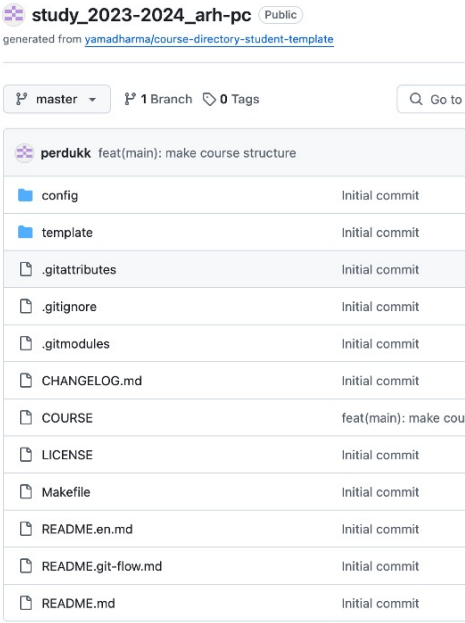 study_2023-2024_arh-pc Public
generated from yamadharma/course-directory-student-template
master 1 Branch 0 Tags Go to
perdukk feat(main): make course structure
config Initial commit
template Initial commit
.gitattributes Initial commit
.gitignore Initial commit
.gitmodules Initial commit
CHANGELOG.md Initial commit
COURSE feat(main): make cou
LICENSE Initial commit
Makefile Initial commit
README.en.md Initial commit
README.git-flow.md Initial commit
README.md Initial commit